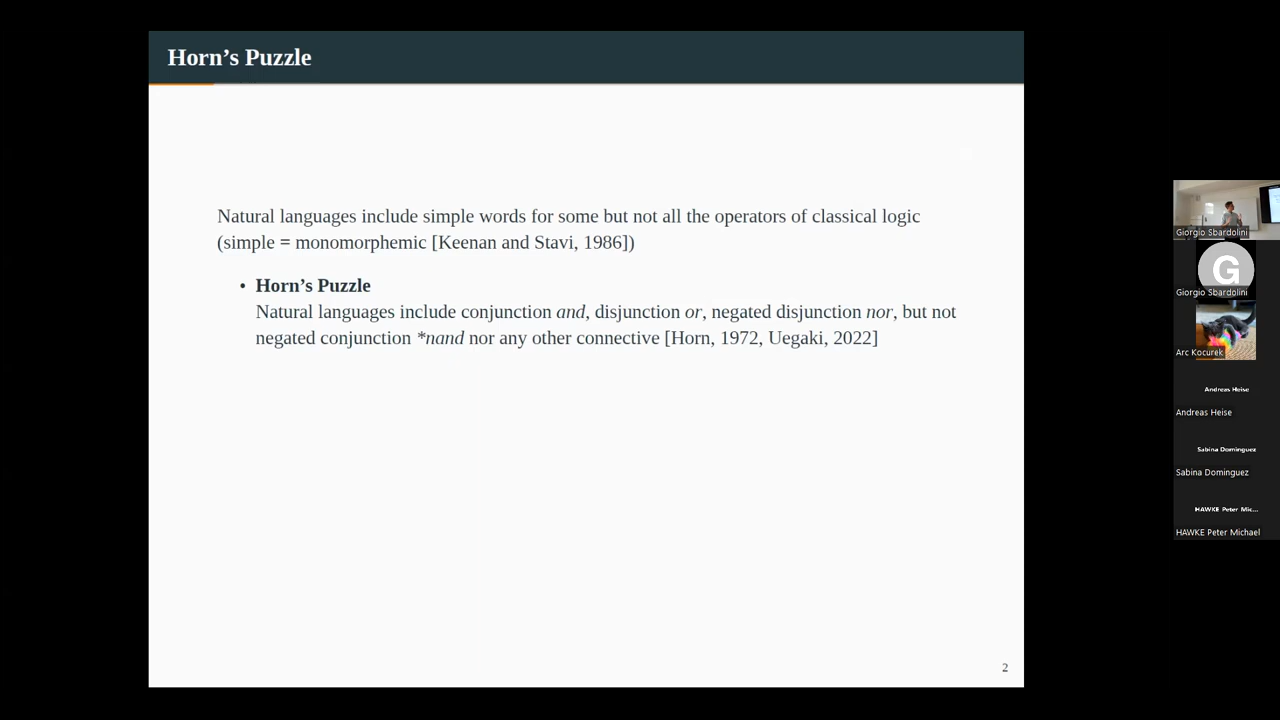 Horn's Puzzle
Natural languages include simple words for some but not all the operators of classical logic
(simple = monomorphemic [Keenan and Stavi, 1986])
• Horn's Puzzle
Natural languages include conjunction and, disjunction or, negated disjunction nor, but not
negated conjunction *nand nor any other connective [Horn, 1972, Uegaki, 2022]
2
Giorgio Sbardolini
G
Giorgio Sbardolini
Arc Kocurek
Andreas Heise
Andreas Heise
Sabina Dominguez
Sabina Dominguez
HAWKE Peter Mic...
HAWKE Peter Michael